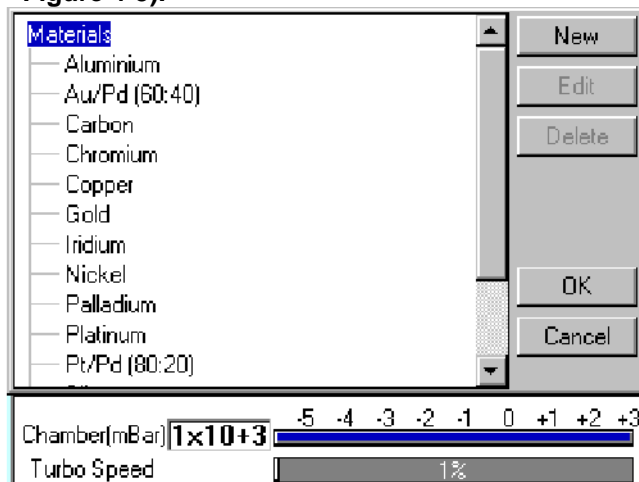 Materials
Aluminium
Au/Pd (60:40)
Carbon
Chromium
Copper
Gold
Iridium
Nickel
Palladium
Platinum
Pt/Pd (80:20)
New
Edit
Delete
OK
Cancel
-5 -4 -3 -2 -1 0 +1 +2 +3
Chamber(mBar) 1x10+3
Turbo Speed 1%